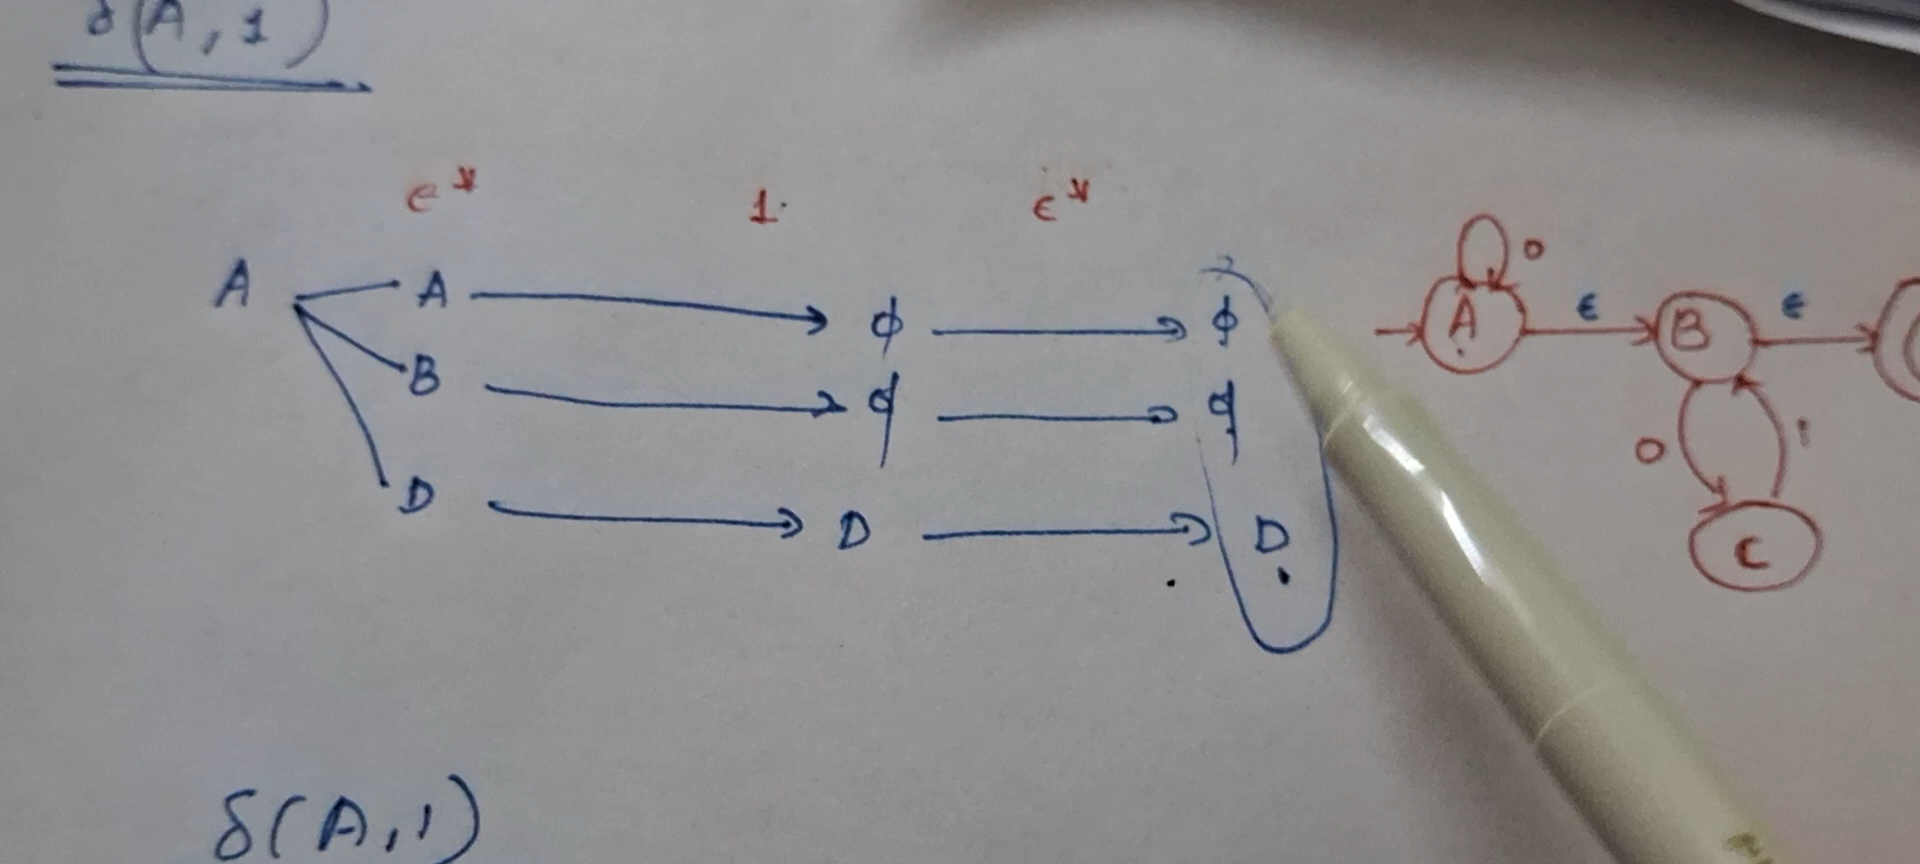 δ(A, 1)
ϵ* 1 ϵ*
A A ϕ ϕ
B ϕ ϕ
D D D
0
A ϵ B ϵ
0 1
C
δ(A, 1)